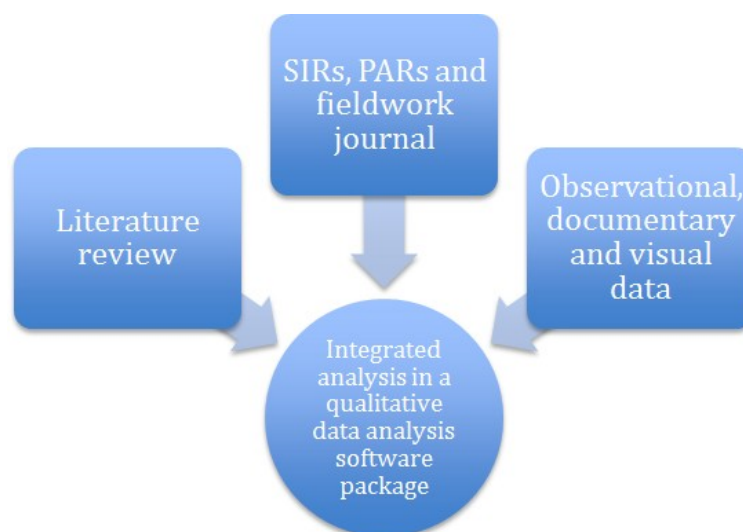 SIRs, PARs and
fieldwork
journal
Literature
review
Observational,
documentary
and visual
data
Integrated
analysis in a
qualitative
data analysis
software
package